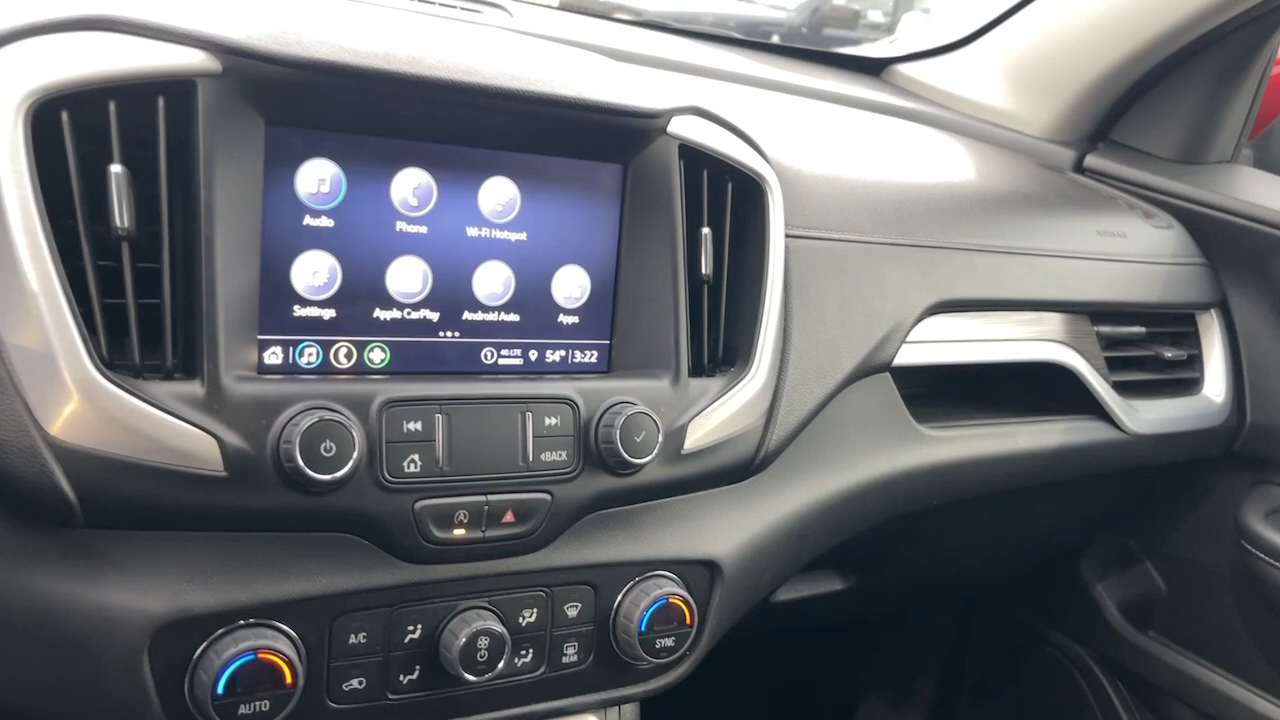 Audio
Phone
Wi-Fi Hotspot
Settings
Apple CarPlay
Android Auto
Apps
1
4G LTE
54°
3:22
BACK
A
A/C
REAR
AUTO
SYNC